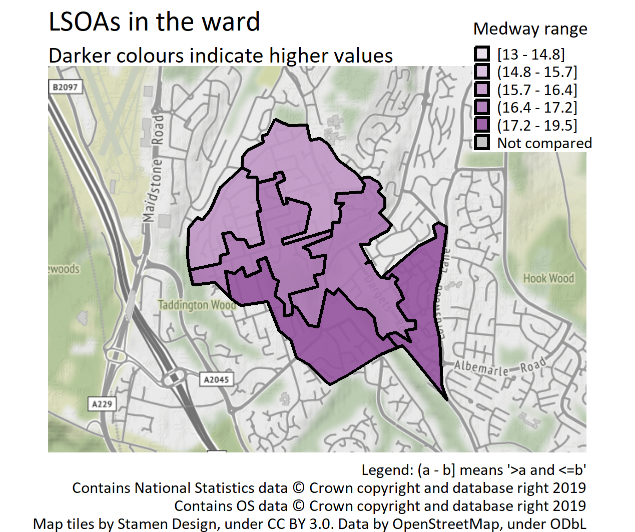 LSOAs in the ward
Darker colours indicate higher values
Medway range
[13 - 14.8]
(14.8 - 15.7]
(15.7 - 16.4]
(16.4 - 17.2]
(17.2 - 19.5]
Not compared
B2097
Maidstone Road
ewoods
Taddington Wood
Hook Wood
Albemarle Road
A2045
A229
Legend: (a - b] means '>a and <=b'
Contains National Statistics data © Crown copyright and database right 2019
Contains OS data © Crown copyright and database right 2019
Map tiles by Stamen Design, under CC BY 3.0. Data by OpenStreetMap, under ODbL